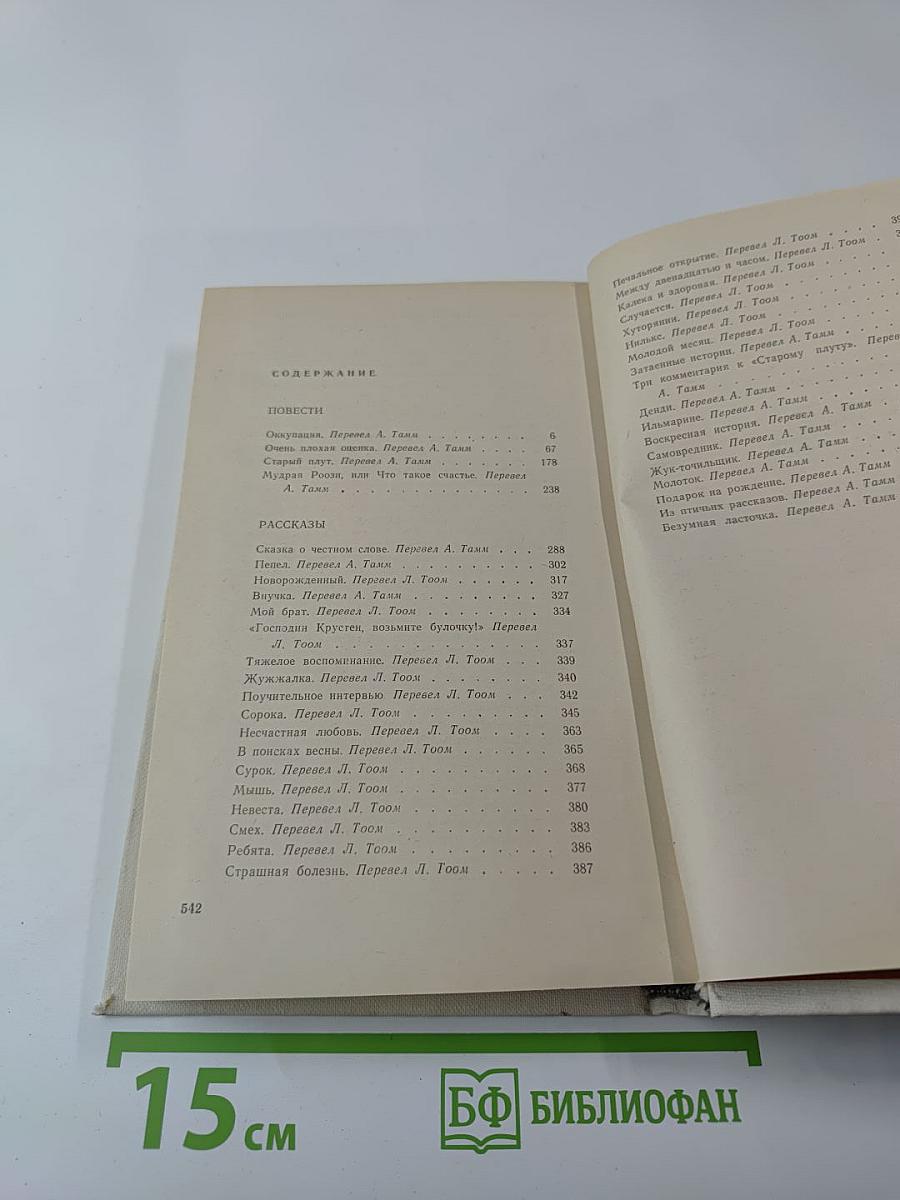 СОДЕРЖАНИЕ
ПОВЕСТИ
Оккупация. Перевел А. Тамм . . . . . . . . 6
Очень плохая оценка. Перевел А. Тамм . . . . 67
Старый плут. Перевел А. Тамм . . . . . . . 178
Мудрая Роози, или Что такое счастье. Перевел
А. Тамм . . . . . . . . . . . . . . 238
РАССКАЗЫ
Сказка о честном слове. Перевел А. Тамм . . . 288
Пепел. Перевел А. Тамм . . . . . . . . . . 302
Новорожденный. Перевел Л. Тоом . . . . . . 317
Внучка. Перевел А. Тамм . . . . . . . . . 327
Мой брат. Перевел Л. Тоом . . . . . . . . 334
«Господин Крустен, возьмите булочку!» Перевел
Л. Тоом . . . . . . . . . . . . . . 337
Тяжелое воспоминание. Перевел Л. Тоом . . . 339
Жужжалка. Перевел Л. Тоом . . . . . . . . 340
Поучительное интервью Перевел Л. Тоом . . . 342
Сорока. Перевел Л. Тоом . . . . . . . . . 345
Несчастная любовь. Перевел Л. Тоом . . . . 363
В поисках весны. Перевел Л. Тоом . . . . . . 365
Сурок. Перевел Л. Тоом . . . . . . . . . . 368
Мышь. Перевел Л. Тоом . . . . . . . . . . 377
Невеста. Перевел Л. Тоом . . . . . . . . . 380
Смех. Перевел Л. Тоом . . . . . . . . . . 383
Ребята. Перевел Л. Тоом . . . . . . . . . 386
Страшная болезнь. Перевел Л. Тоом . . . . . 387
542
Печальное открытие. Перевел Л. Тоом . . . .
Между двенадцатью и часом. Перевел Л. Тоом .
Калека и здоровая. Перевел Л. Тоом . . . .
Случается. Перевел Л. Тоом . . . . . .
Хуторянин. Перевел Л. Тоом . . . . . .
Нилькс. Перевел Л. Тоом . . . . . . .
Молодой месяц. Перевел Л. Тоом . . . . .
Затаенные истории. Перевел А. Тамм . . . .
Три комментария к «Старому плуту».
А. Тамм . . . . . . . . . .
Денди. Перевел А. Тамм . . . . . . .
Ильмарине. Перевел А. Тамм . . . . . .
Воскресная история. Перевел А. Тамм . . .
Самовредник. Перевел А. Тамм . . . . .
Жук-точильщик. Перевел А. Тамм . . . .
Молоток. Перевел А. Тамм . . . . . .
Подарок на рождение. Перевел А. Тамм
Из птичьих рассказов. Перевел А. Тамм
Безумная ласточка. Перевел А. Тамм
15 см
БФ БИБЛИОФАН